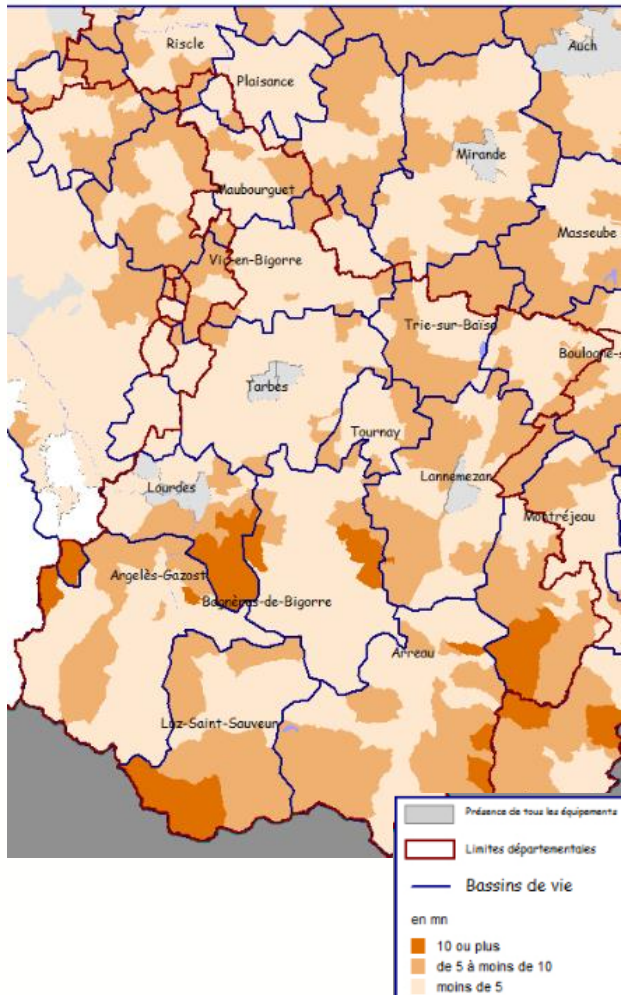 Riscle
Auch
Plaisance
Mirande
Maubourguet
Masseube
Vic-en-Bigorre
Trie-sur-Baïse
Boulogne-s
Tarbes
Tournay
Lannemezan
Lourdes
Montréjeau
Argelès-Gazost
Bagnères-de-Bigorre
Arreau
Luz-Saint-Sauveur
Présence de tous les équipements
Limites départementales
Bassins de vie
en mn
10 ou plus
de 5 à moins de 10
moins de 5